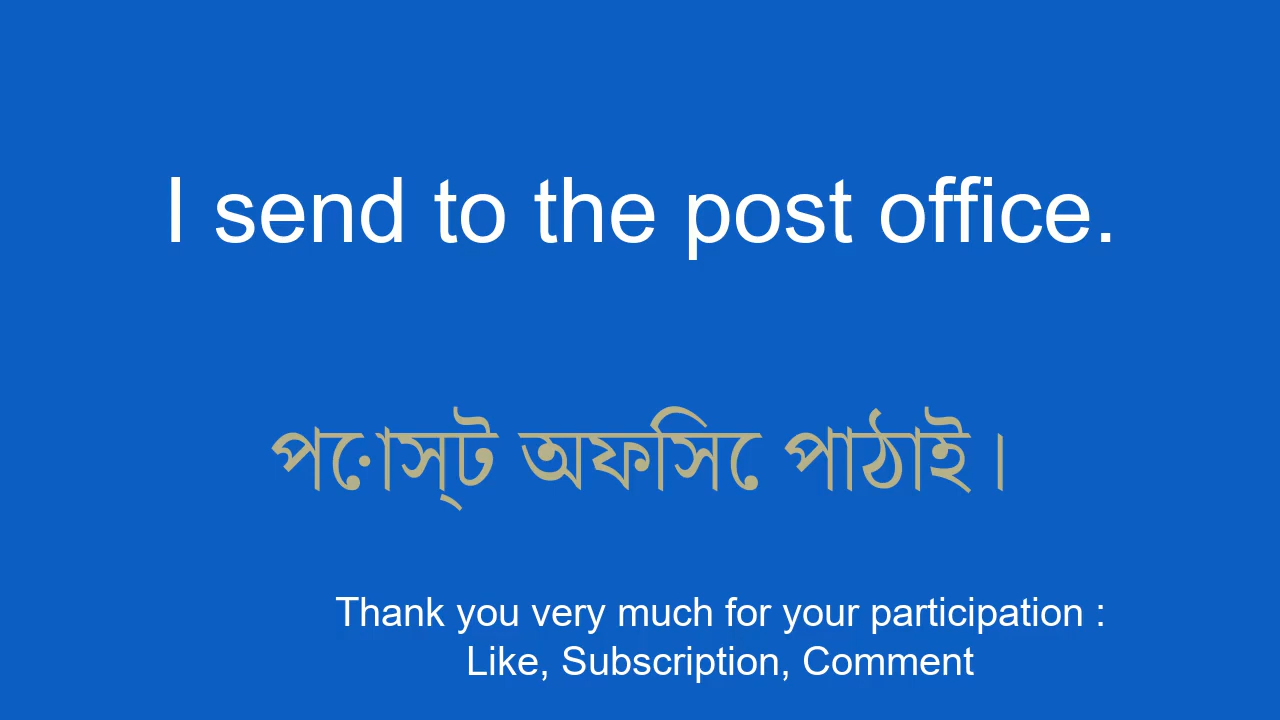 I send to the post office.
পোস্ট অফিসে পাঠাই।
Thank you very much for your participation :
Like, Subscription, Comment